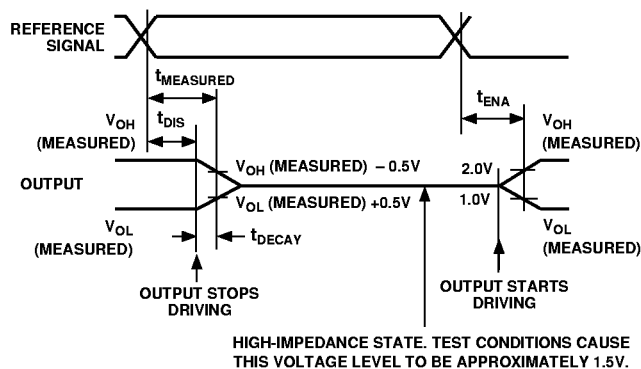 REFERENCE
SIGNAL
tMEASURED
tENA
VOH
(MEASURED)
tDIS
VOH
(MEASURED)
VOH (MEASURED) – 0.5V
2.0V
OUTPUT
VOL (MEASURED) +0.5V
1.0V
VOL
(MEASURED)
tDECAY
VOL
(MEASURED)
OUTPUT STOPS
DRIVING
OUTPUT STARTS
DRIVING
HIGH-IMPEDANCE STATE. TEST CONDITIONS CAUSE
THIS VOLTAGE LEVEL TO BE APPROXIMATELY 1.5V.